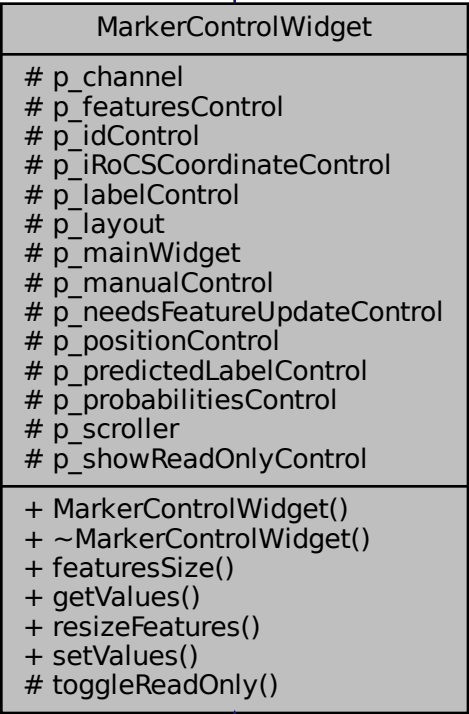 MarkerControlWidget
# p_channel
# p_featuresControl
# p_idControl
# p_iRoCSCoordinateControl
# p_labelControl
# p_layout
# p_mainWidget
# p_manualControl
# p_needsFeatureUpdateControl
# p_positionControl
# p_predictedLabelControl
# p_probabilitiesControl
# p_scroller
# p_showReadOnlyControl
+ MarkerControlWidget()
+ ~MarkerControlWidget()
+ featuresSize()
+ getValues()
+ resizeFeatures()
+ setValues()
# toggleReadOnly()